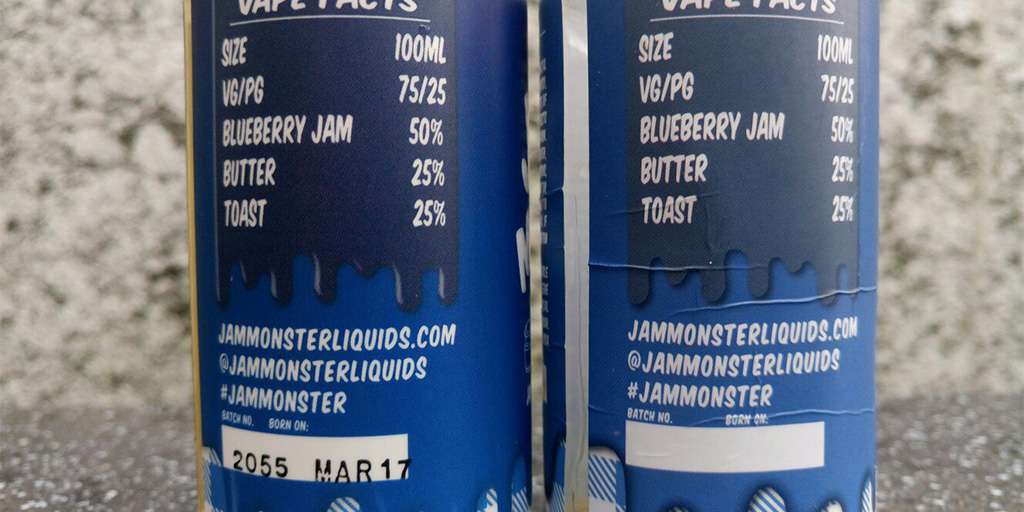 VAPE FACTS
SIZE 100ML
VG/PG 75/25
BLUEBERRY JAM 50%
BUTTER 25%
TOAST 25%
JAMMONSTERLIQUIDS.COM
@JAMMONSTERLIQUIDS
#JAMMONSTER
BATCH NO. BORN ON:
2055 MAR17
VAPE FACTS
SIZE 100ML
VG/PG 75/25
BLUEBERRY JAM 50%
BUTTER 25%
TOAST 25%
JAMMONSTERLIQUIDS.COM
@JAMMONSTERLIQUIDS
#JAMMONSTER
BATCH NO. BORN ON: